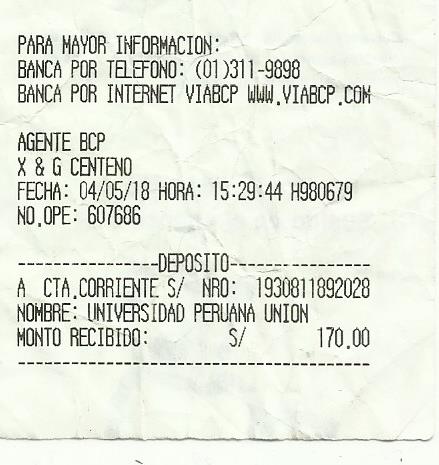 PARA MAYOR INFORMACION:
BANCA POR TELEFONO: (01)311-9898
BANCA POR INTERNET VIABCP WWW.VIABCP.COM
AGENTE BCP
X & G CENTENO
FECHA: 04/05/18 HORA: 15:29:44 H980679
NO.OPE: 607686
----------------DEPOSITO----------------
A CTA.CORRIENTE S/ NRO: 1930811892028
NOMBRE: UNIVERSIDAD PERUANA UNION
MONTO RECIBIDO: S/ 170.00
----------------------------------------